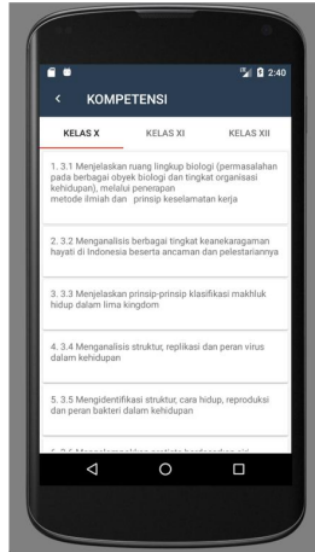 2:40
KOMPETENSI
KELAS X KELAS XI KELAS XII
1. 3.1 Menjelaskan ruang lingkup biologi (permasalahan
pada berbagai obyek biologi dan tingkat organisasi
kehidupan), melalui penerapan
metode ilmiah dan prinsip keselamatan kerja
2. 3.2 Menganalisis berbagai tingkat keanekaragaman
hayati di Indonesia beserta ancaman dan pelestariannya
3. 3.3 Menjelaskan prinsip-prinsip klasifikasi makhluk
hidup dalam lima kingdom
4. 3.4 Menganalisis struktur, replikasi dan peran virus
dalam kehidupan
5. 3.5 Mengidentifikasi struktur, cara hidup, reproduksi
dan peran bakteri dalam kehidupan